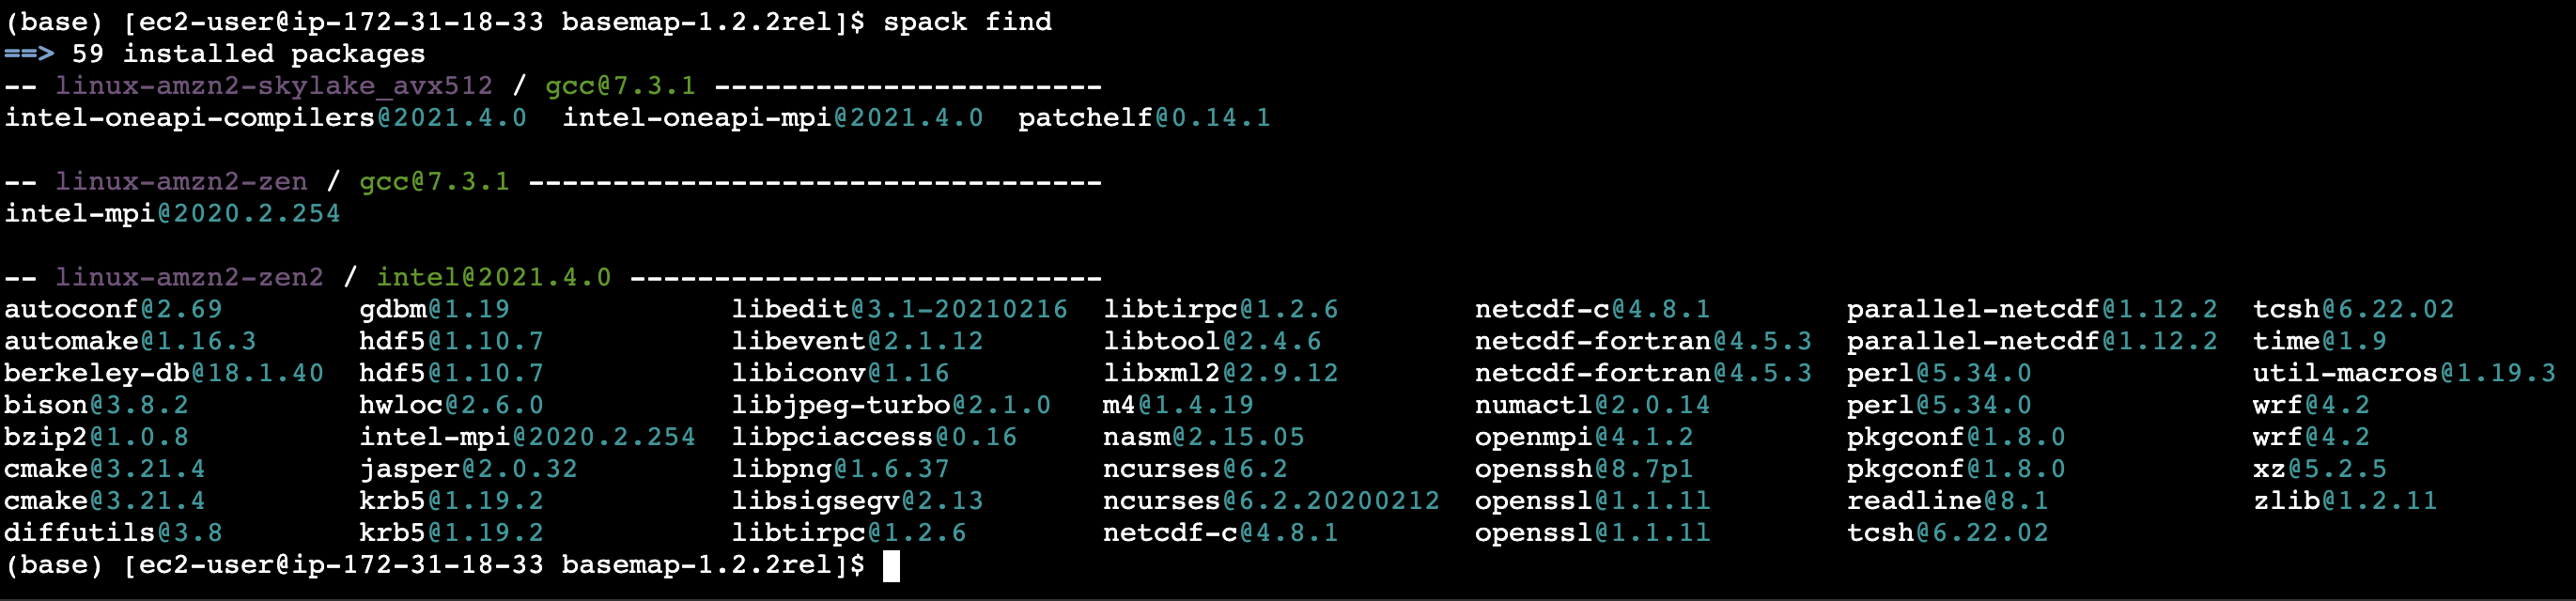 (base) [ec2-user@ip-172-31-18-33 basemap-1.2.2rel]$ spack find
==> 59 installed packages
-- linux-amzn2-skylake_avx512 / gcc@7.3.1 -----------------------
intel-oneapi-compilers@2021.4.0  intel-oneapi-mpi@2021.4.0  patchelf@0.14.1
-- linux-amzn2-zen / gcc@7.3.1 ----------------------------------
intel-mpi@2020.2.254
-- linux-amzn2-zen2 / intel@2021.4.0 ----------------------------
autoconf@2.69  gdbm@1.19  libedit@3.1-20210216  libtirpc@1.2.6  netcdf-c@4.8.1  parallel-netcdf@1.12.2  tcsh@6.22.02
automake@1.16.3  hdf5@1.10.7  libevent@2.1.12  libtool@2.4.6  netcdf-fortran@4.5.3  parallel-netcdf@1.12.2  time@1.9
berkeley-db@18.1.40  hdf5@1.10.7  libiconv@1.16  libxml2@2.9.12  netcdf-fortran@4.5.3  perl@5.34.0  util-macros@1.19.3
bison@3.8.2  hwloc@2.6.0  libjpeg-turbo@2.1.0  m4@1.4.19  numactl@2.0.14  perl@5.34.0  wrf@4.2
bzip2@1.0.8  intel-mpi@2020.2.254  libpciaccess@0.16  nasm@2.15.05  openmpi@4.1.2  pkgconf@1.8.0  wrf@4.2
cmake@3.21.4  jasper@2.0.32  libpng@1.6.37  ncurses@6.2  openssh@8.7p1  pkgconf@1.8.0  xz@5.2.5
cmake@3.21.4  krb5@1.19.2  libsigsegv@2.13  ncurses@6.2.20200212  openssl@1.1.1l  readline@8.1  zlib@1.2.11
diffutils@3.8  krb5@1.19.2  libtirpc@1.2.6  netcdf-c@4.8.1  openssl@1.1.1l  tcsh@6.22.02
(base) [ec2-user@ip-172-31-18-33 basemap-1.2.2rel]$